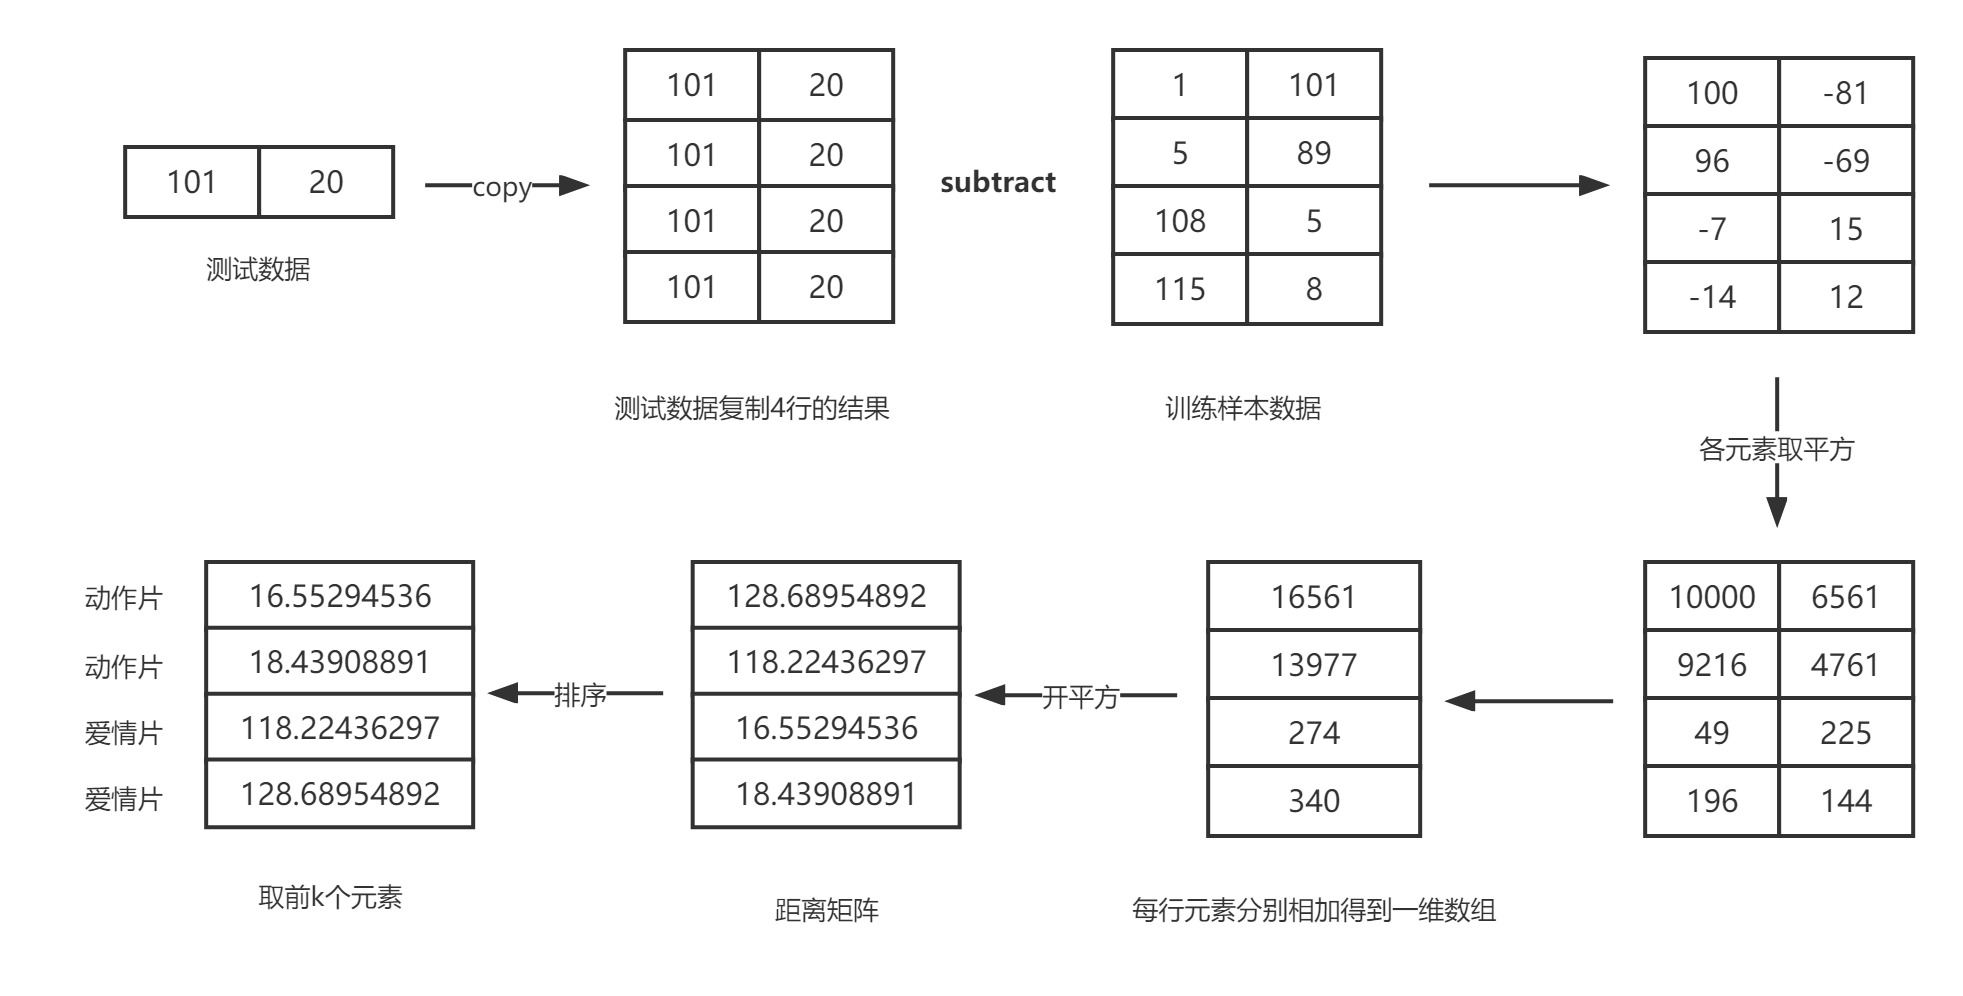 101 20
测试数据
copy
101 20
101 20
101 20
101 20
测试数据复制4行的结果
subtract
1 101
5 89
108 5
115 8
训练样本数据
100 -81
96 -69
-7 15
-14 12
各元素取平方
10000 6561
9216 4761
49 225
196 144
16561
13977
274
340
每行元素分别相加得到一维数组
开平方
128.68954892
118.22436297
16.55294536
18.43908891
距离矩阵
排序
动作片 16.55294536
动作片 18.43908891
爱情片 118.22436297
爱情片 128.68954892
取前k个元素